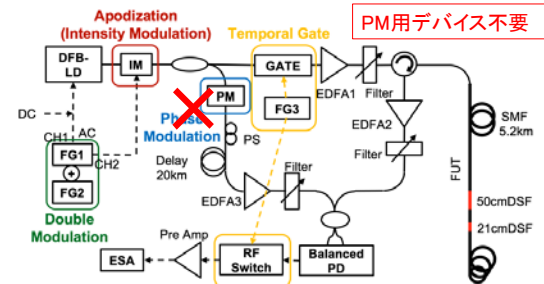 Apodization
(Intensity Modulation)
Temporal Gate
PM用デバイス不要
DFB-
LD
IM
GATE
EDFA1
Filter
PM
FG3
EDFA2
Phase
Modulation
DC
AC
CH1
CH2
FG1
+
FG2
Double
Modulation
PS
Delay
20km
Filter
Filter
EDFA3
SMF
5.2km
FUT
50cmDSF
21cmDSF
Pre Amp
ESA
RF
Switch
Balanced
PD